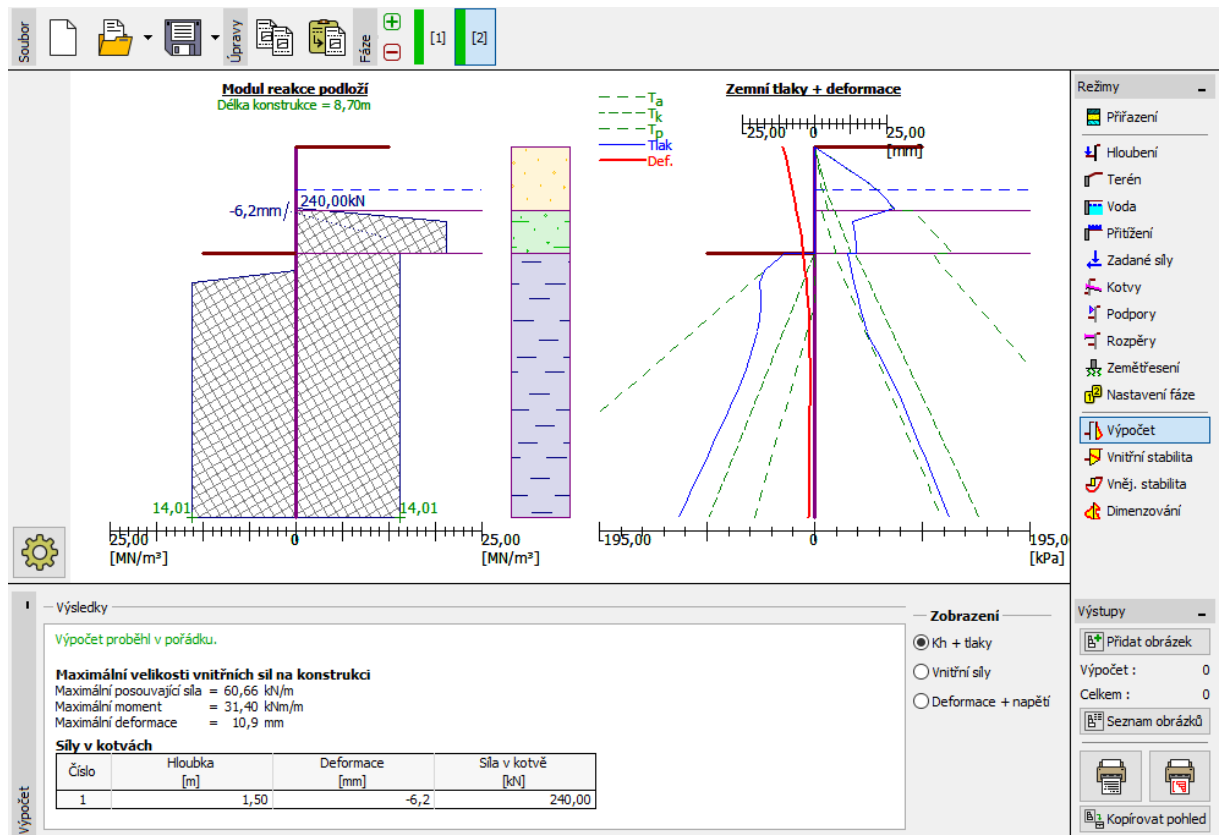 Soubor
Úpravy
Fáze
[1]
[2]
Modul reakce podloží
Délka konstrukce = 8,70m
-6,2mm
240,00kN
14,01
14,01
25,00
0
25,00
[MN/m³]
[MN/m³]
Ta
Tk
Tp
Tlak
Def.
Zemní tlaky + deformace
-25,00
0
25,00
[mm]
-195,00
0
195,0
[kPa]
Režimy
Přiřazení
Hloubení
Terén
Voda
Přitížení
Zadané síly
Kotvy
Podpory
Rozpěry
Zemětřesení
Nastavení fáze
Výpočet
Vnitřní stabilita
Vněj. stabilita
Dimenzování
Výpočet
Výsledky
Výpočet proběhl v pořádku.
Maximální velikosti vnitřních sil na konstrukci
Maximální posouvající síla = 60,66 kN/m
Maximální moment = 31,40 kNm/m
Maximální deformace = 10,9 mm
Síly v kotvách
Číslo Hloubka Deformace Síla v kotvě
[m] [mm] [kN]
1 1,50 -6,2 240,00
Zobrazení
Kh + tlaky
Vnitřní síly
Deformace + napětí
Výstupy
Přidat obrázek
Výpočet : 0
Celkem : 0
Seznam obrázků
Kopírovat pohled